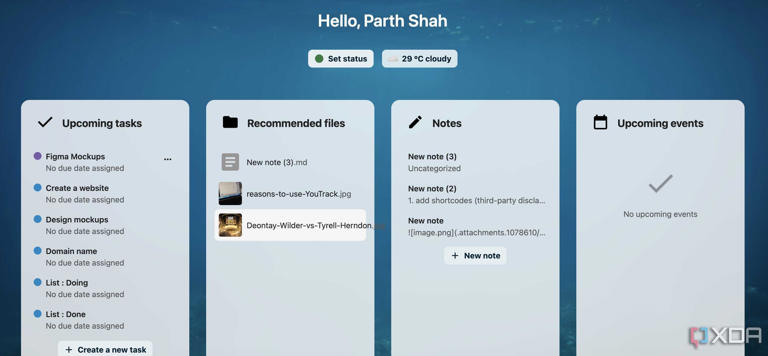 Hello, Parth Shah
Set status
29 °C cloudy
Upcoming tasks
Figma Mockups
No due date assigned
Create a website
No due date assigned
Design mockups
No due date assigned
Domain name
No due date assigned
List : Doing
No due date assigned
List : Done
No due date assigned
+ Create a new task
Recommended files
New note (3).md
reasons-to-use-YouTrack.jpg
Deontay-Wilder-vs-Tyrell-Herndon.
Notes
New note (3)
Uncategorized
New note (2)
1. add shortcodes (third-party discla...
New note
![image.png](.attachments.1078610/...
+ New note
Upcoming events
No upcoming events
XDA